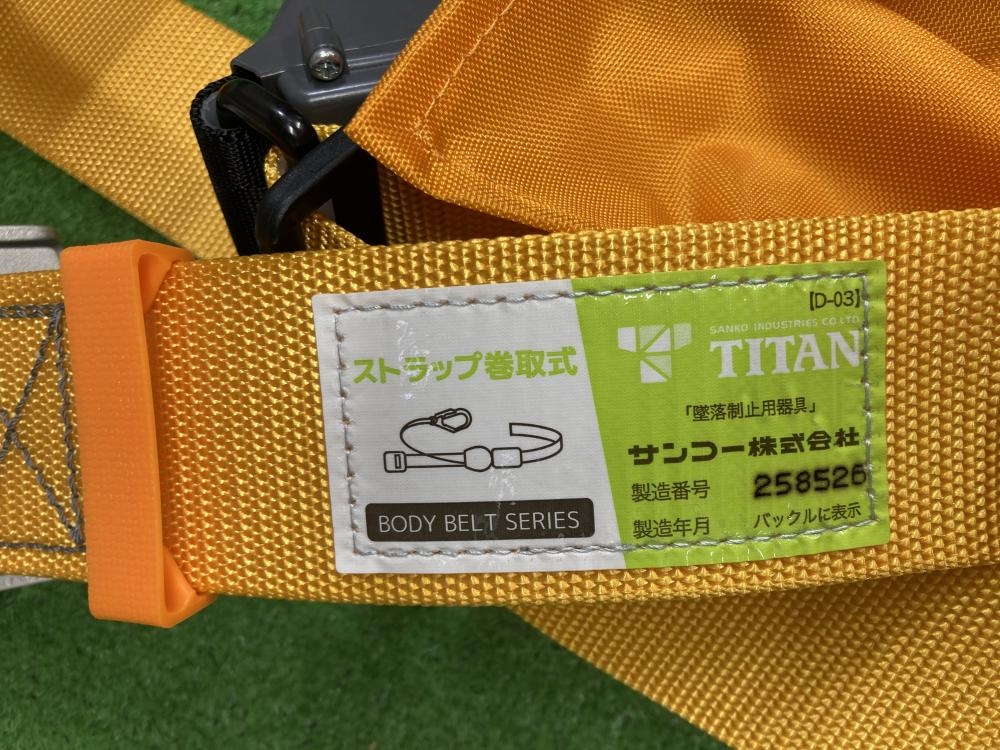 ストラップ巻取式
BODY BELT SERIES
【D-03】
SANKO INDUSTRIES CO.LTD.
TITAN
「墜落制止用器具」
サンコー株式会社
製造番号 258526
製造年月 バックルに表示